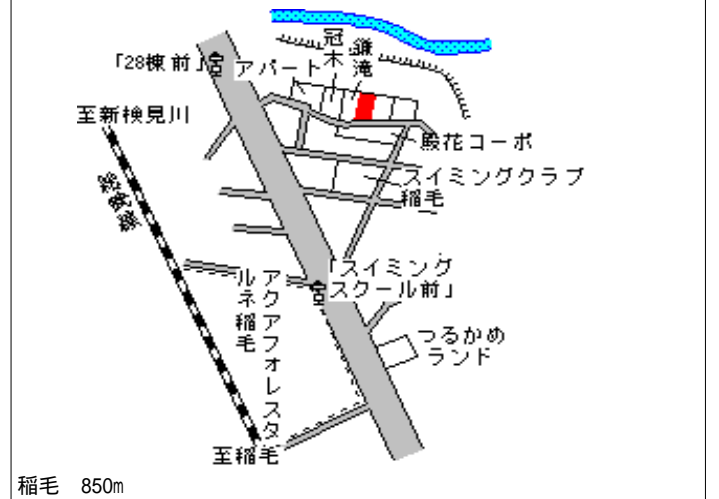 冠木
鎌滝
「28棟前」
アパート
至新検見川
殿花コーポ
スイミングクラブ
稲毛
総武線
「スイミング
スクール前」
アクアフォレスタ
ルネ稲毛
つるかめ
ランド
至稲毛
稲毛 850m